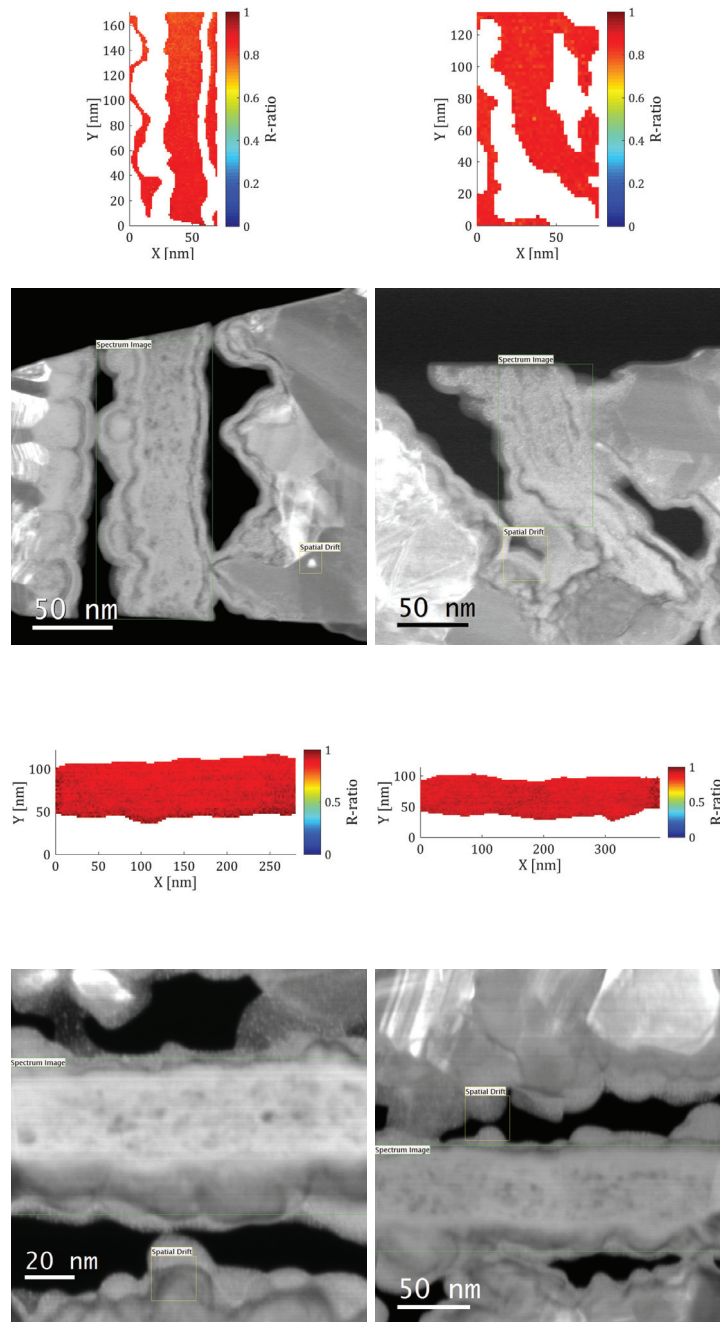 Y [nm]
160
140
120
100
80
60
40
20
0
0
50
X [nm]
1
0.8
0.6
0.4
0.2
0
R-ratio
Y [nm]
120
100
80
60
40
20
0
0
50
X [nm]
1
0.8
0.6
0.4
0.2
0
R-ratio
Spectrum Image
Spatial Drift
50 nm
Spectrum Image
Spatial Drift
50 nm
Y [nm]
100
50
0
0 50 100 150 200 250
X [nm]
1
0.5
0
R-ratio
Y [nm]
100
50
0
0 100 200 300
X [nm]
1
0.5
0
R-ratio
Spectrum Image
Spatial Drift
20 nm
Spatial Drift
Spectrum Image
50 nm